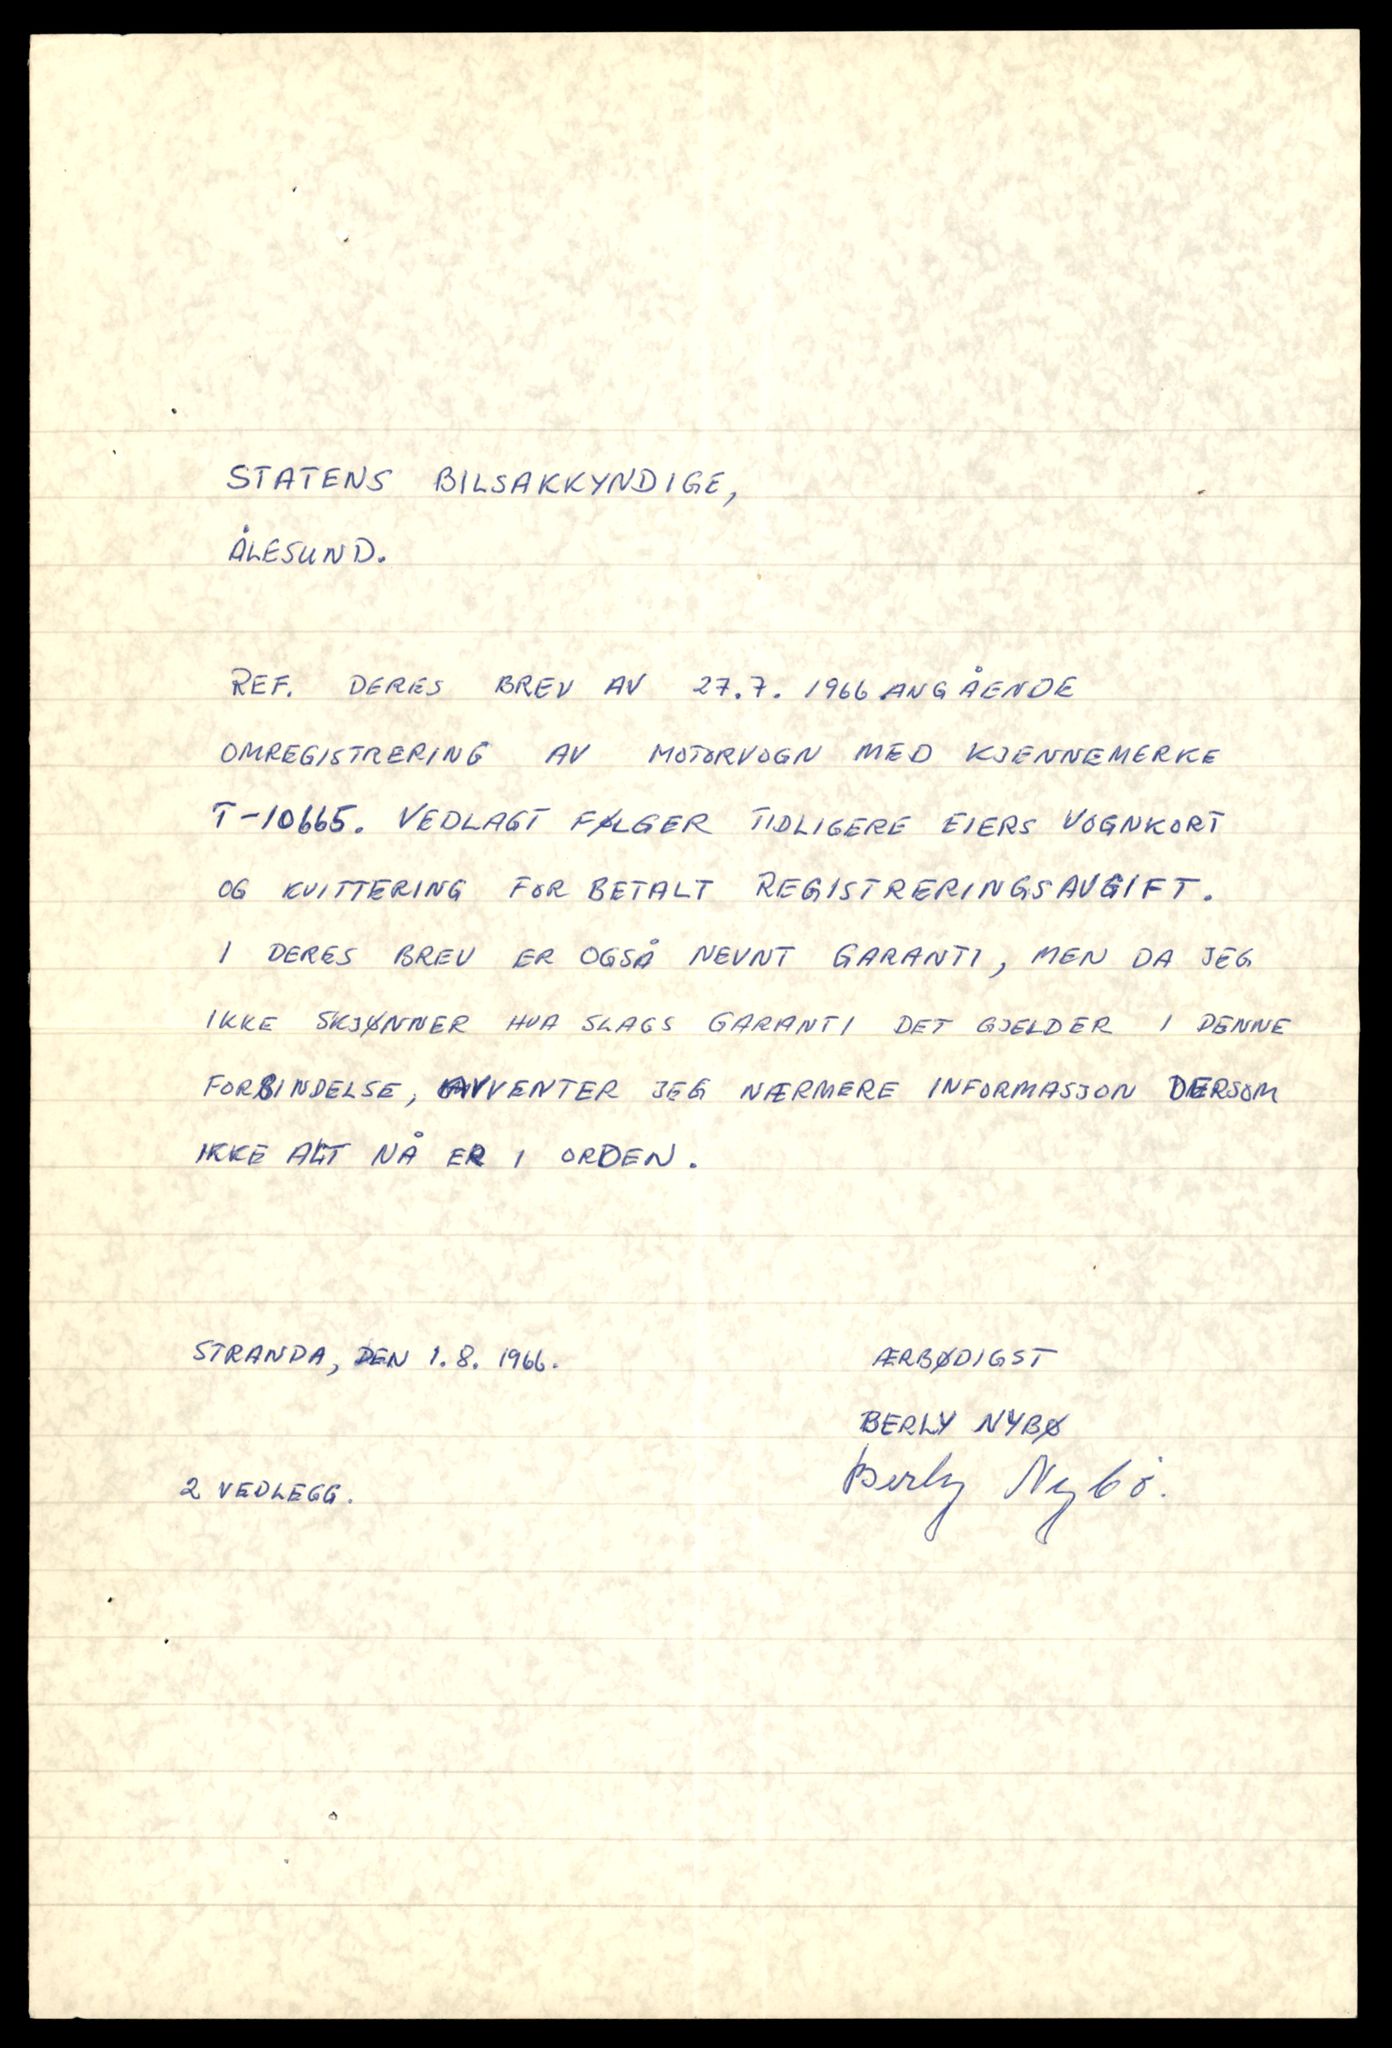 STATENS BILSAKKYNDIGE,
ÅLESUND.
REF. DERES BREV AV 27.7. 1966 ANGÅENDE
OMREGISTRERING AV MOTORVOGN MED KJENNEMERKE
T-10665. VEDLAGT FØLGER TIDLIGERE EIERS VOGNKORT
OG KVITTERING FOR BETALT REGISTRERINGSAVGIFT.
I DERES BREV ER OGSÅ NEVNT GARANTI, MEN DA JEG
IKKE SKJØNNER HVA SLAGS GARANTI DET GJELDER I DENNE
FORBINDELSE, AVVENTER JEG NÆRMERE INFORMASJON DERSOM
IKKE ALT NÅ ER I ORDEN.
STRANDA, DEN 1.8. 1966.
ÆRBØDIGST
BERLY NYBØ
Berly Nybö.
2 VEDLEGG.